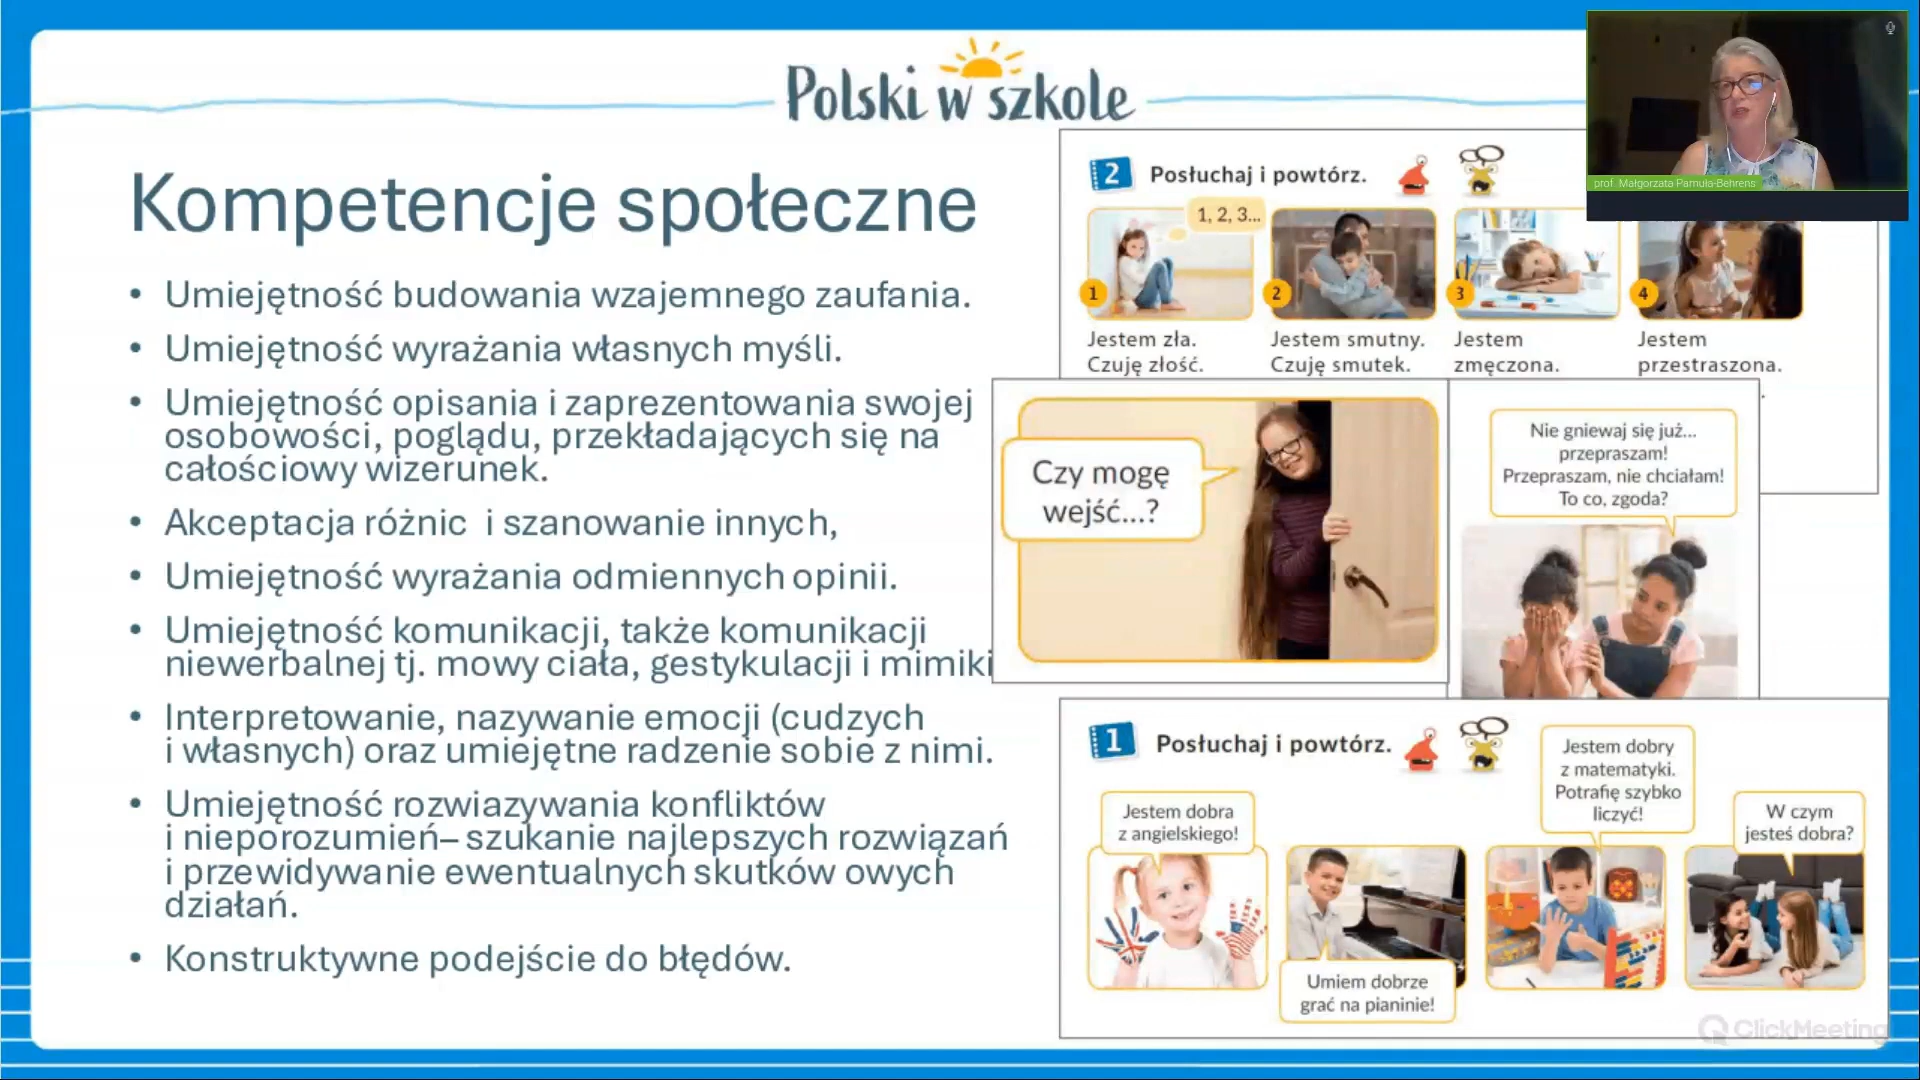 Polski w szkole
prof. Małgorzata Pamuła-Behrens
Kompetencje społeczne
• Umiejętność budowania wzajemnego zaufania.
• Umiejętność wyrażania własnych myśli.
• Umiejętność opisania i zaprezentowania swojej
osobowości, poglądu, przekładających się na
całościowy wizerunek.
• Akceptacja różnic i szanowanie innych,
• Umiejętność wyrażania odmiennych opinii.
• Umiejętność komunikacji, także komunikacji
niewerbalnej tj. mowy ciała, gestykulacji i mimiki
• Interpretowanie, nazywanie emocji (cudzych
i własnych) oraz umiejętne radzenie sobie z nimi.
• Umiejętność rozwiazywania konfliktów
i nieporozumień– szukanie najlepszych rozwiązań
i przewidywanie ewentualnych skutków owych
działań.
• Konstruktywne podejście do błędów.
2 Posłuchaj i powtórz.
1, 2, 3...
1
2
3
4
Jestem zła.
Czuję złość.
Jestem smutny.
Czuję smutek.
Jestem
zmęczona.
Jestem
przestraszona.
Czy mogę
wejść...?
Nie gniewaj się już...
przepraszam!
Przepraszam, nie chciałam!
To co, zgoda?
1 Posłuchaj i powtórz.
Jestem dobra
z angielskiego!
Umiem dobrze
grać na pianinie!
Jestem dobry
z matematyki.
Potrafię szybko
liczyć!
W czym
jesteś dobra?
ClickMeeting